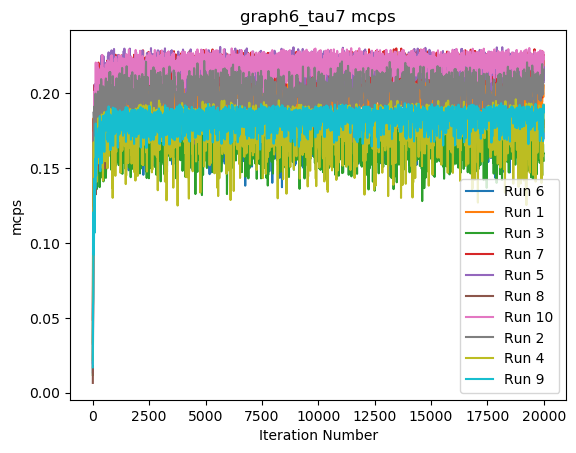 graph6_tau7 mcps
mcps
0.20
0.15
0.10
0.05
0.00
0
2500
5000
7500
10000
12500
15000
17500
20000
Iteration Number
Run 6
Run 1
Run 3
Run 7
Run 5
Run 8
Run 10
Run 2
Run 4
Run 9